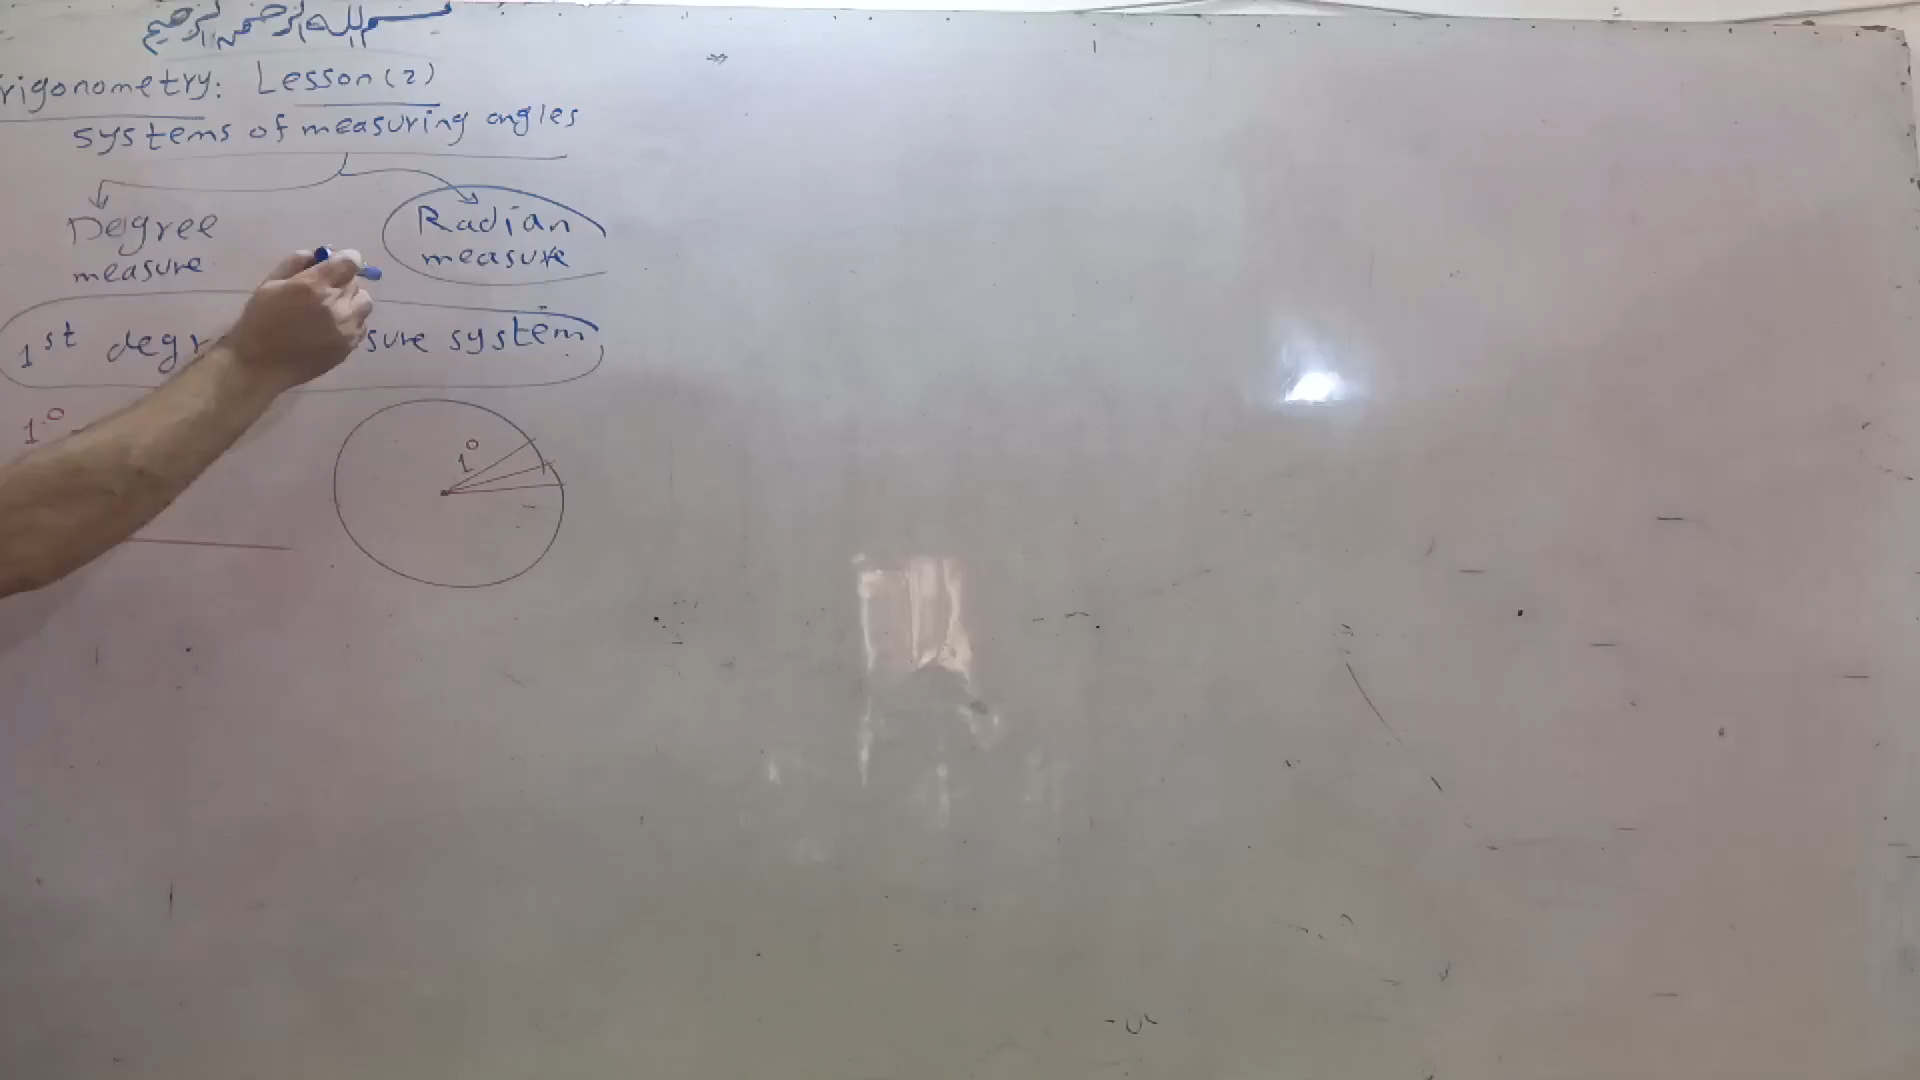 بسم الله الرحمن الرحيم
rigonometry: Lesson (2)
systems of measuring angles
Degree measure
Radian measure
1st degr sure system
1°
1°